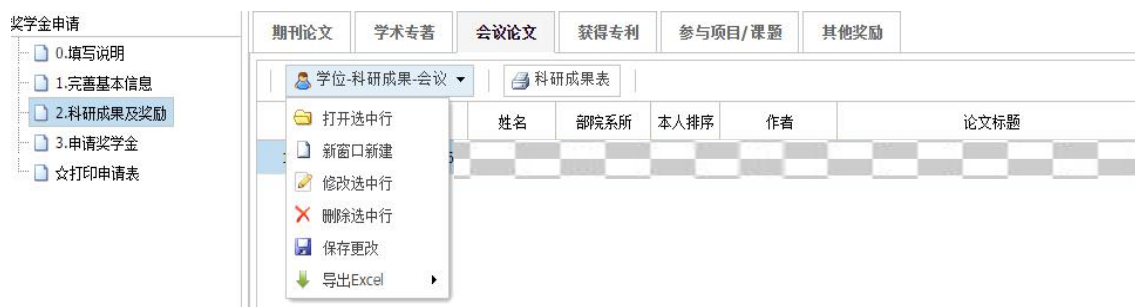 奖学金申请
0.填写说明
1.完善基本信息
2.科研成果及奖励
3.申请奖学金
☆打印申请表
期刊论文 学术专著 会议论文 获得专利 参与项目/课题 其他奖励
学位-科研成果-会议 科研成果表
姓名 部院系所 本人排序 作者 论文标题
打开选中行
新窗口新建
修改选中行
删除选中行
保存更改
导出Excel